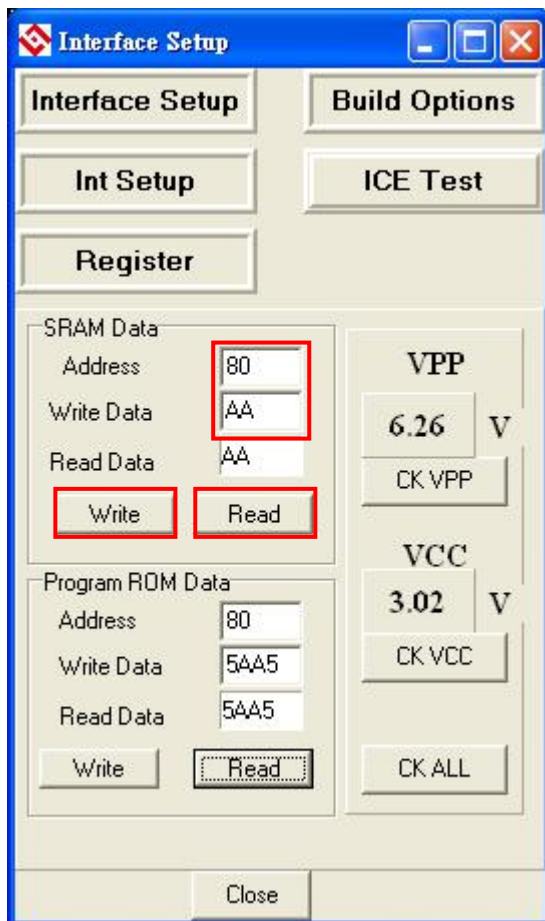 Interface Setup
Interface Setup
Build Options
Int Setup
ICE Test
Register
SRAM Data
Address 80
Write Data AA
Read Data AA
Write Read
Program ROM Data
Address 80
Write Data 5AA5
Read Data 5AA5
Write Read
VPP
6.26 V
CK VPP
VCC
3.02 V
CK VCC
CK ALL
Close